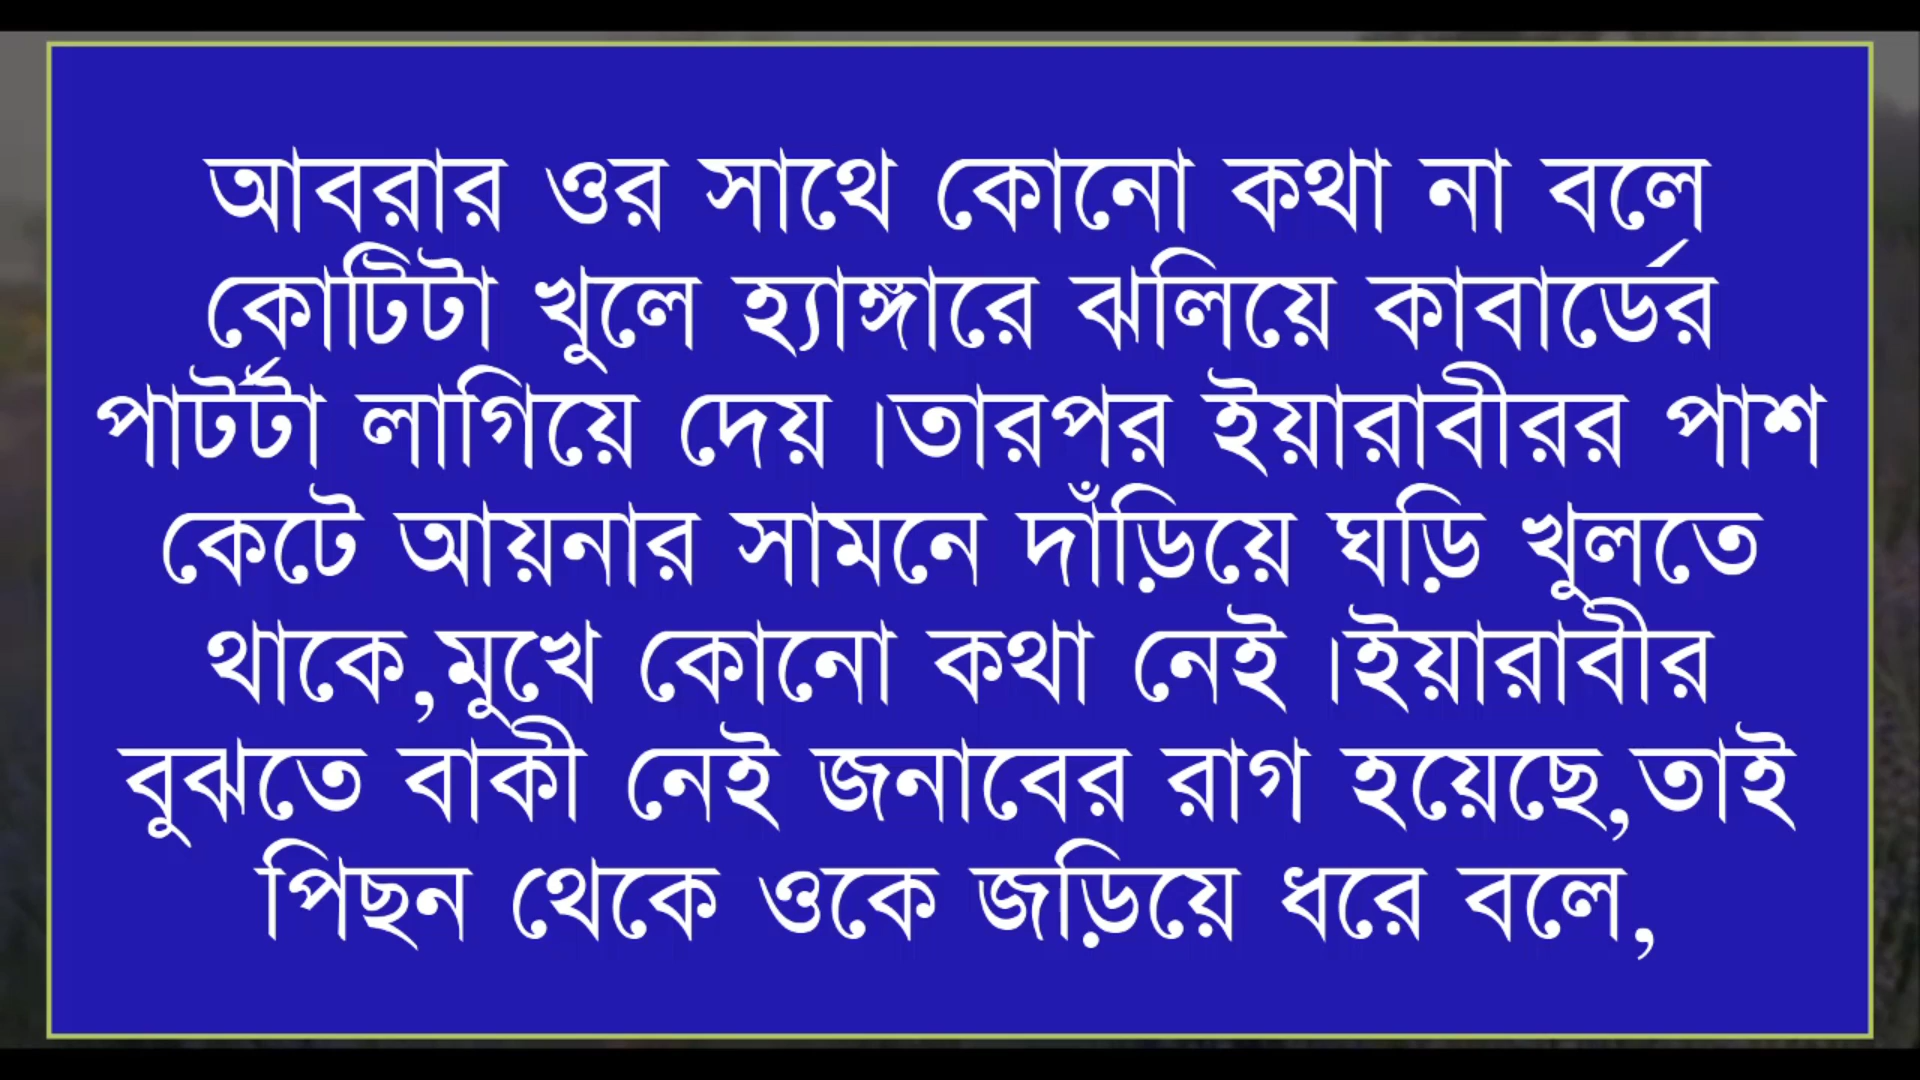 আবরার ওর সাথে কোনো কথা না বলে
কোটিটা খুলে হ্যাঙ্গারে ঝলিয়ে কাবার্ডের
পার্টটা লাগিয়ে দেয় ।তারপর ইয়ারাবীরর পাশ
কেটে আয়নার সামনে দাঁড়িয়ে ঘড়ি খুলতে
থাকে,মুখে কোনো কথা নেই ।ইয়ারাবীর
বুঝতে বাকী নেই জনাবের রাগ হয়েছে,তাই
পিছন থেকে ওকে জড়িয়ে ধরে বলে,